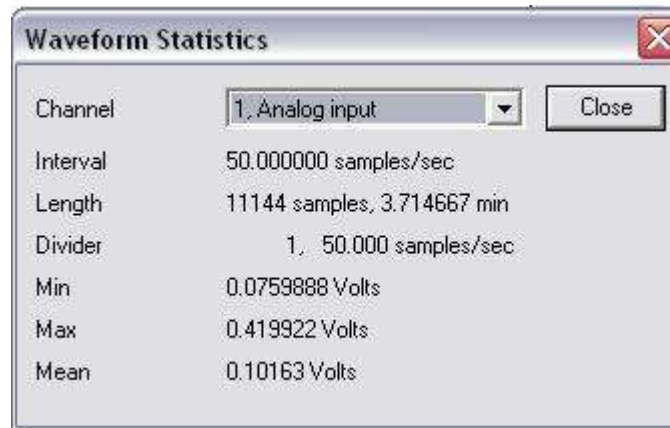 Waveform Statistics
Channel 1, Analog input Close
Interval 50.000000 samples/sec
Length 11144 samples, 3.714667 min
Divider 1, 50.000 samples/sec
Min 0.0759888 Volts
Max 0.419922 Volts
Mean 0.10163 Volts